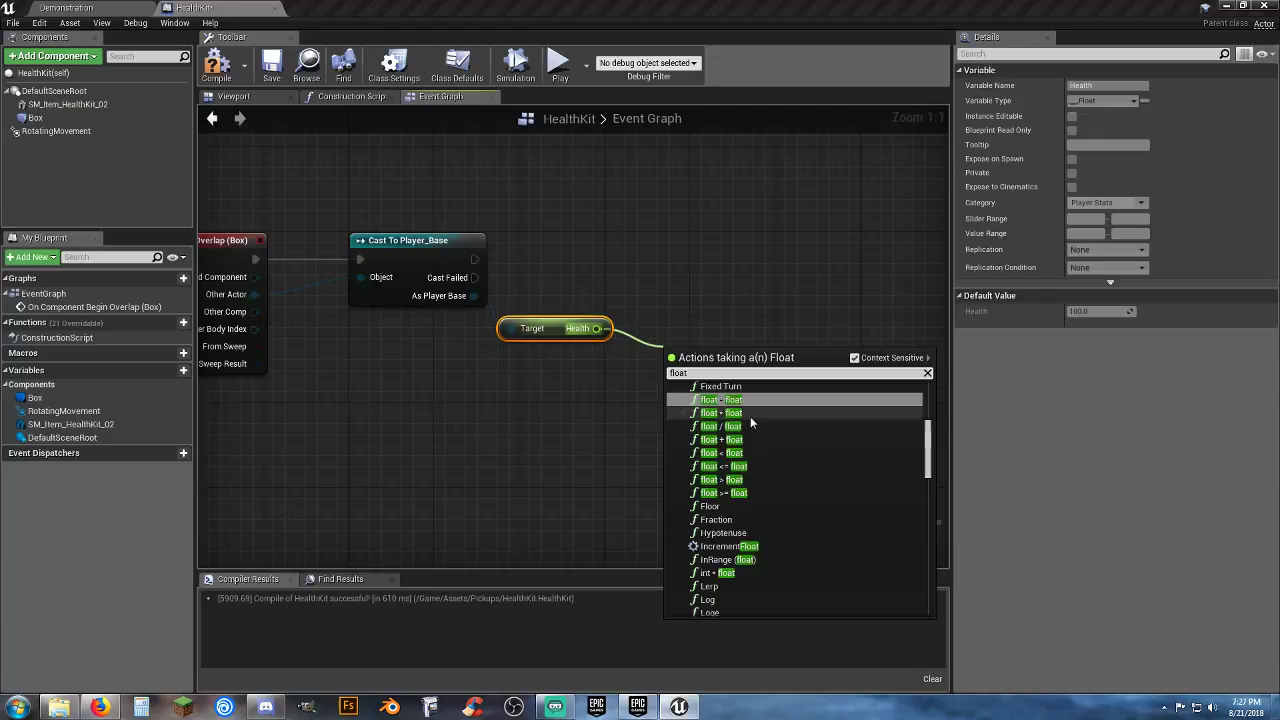 Demonstration
HealthKit*
File Edit Asset View Debug Window Help
Parent class: Actor
Components
+ Add Component
Search
HealthKit(self)
DefaultSceneRoot
SM_Item_HealthKit_02
Box
RotatingMovement
My Blueprint
+ Add New
Search
Graphs
EventGraph
On Component Begin Overlap (Box)
Functions (21 Overridable)
ConstructionScript
Macros
Variables
Components
Box
RotatingMovement
SM_Item_HealthKit_02
DefaultSceneRoot
Event Dispatchers
Toolbar
Compile
Save
Browse
Find
Class Settings
Class Defaults
Simulation
Play
No debug object selected
Debug Filter
Viewport
Construction Scrip
Event Graph
HealthKit > Event Graph
Zoom 1:1
Overlap (Box)
d Component
Other Actor
Other Comp
er Body Index
From Sweep
Sweep Result
Cast To Player_Base
Object
Cast Failed
As Player Base
Target Health
Actions taking a(n) Float
Context Sensitive
float
Fixed Turn
float - float
float * float
float / float
float + float
float < float
float <= float
float > float
float >= float
Floor
Fraction
Hypotenuse
IncrementFloat
InRange (float)
int * float
Lerp
Log
Loge
Compiler Results
Find Results
[5909.69] Compile of HealthKit successful! [in 610 ms] (/Game/Assets/Pickups/HealthKit.HealthKit)
Clear
Details
Search
Variable
Variable Name Health
Variable Type Float
Instance Editable
Blueprint Read Only
Tooltip
Expose on Spawn
Private
Expose to Cinematics
Category Player Stats
Slider Range
Value Range
Replication None
Replication Condition None
Default Value
Health 100.0
Fs
EPIC GAMES
EPIC GAMES
7:27 PM
8/21/2018